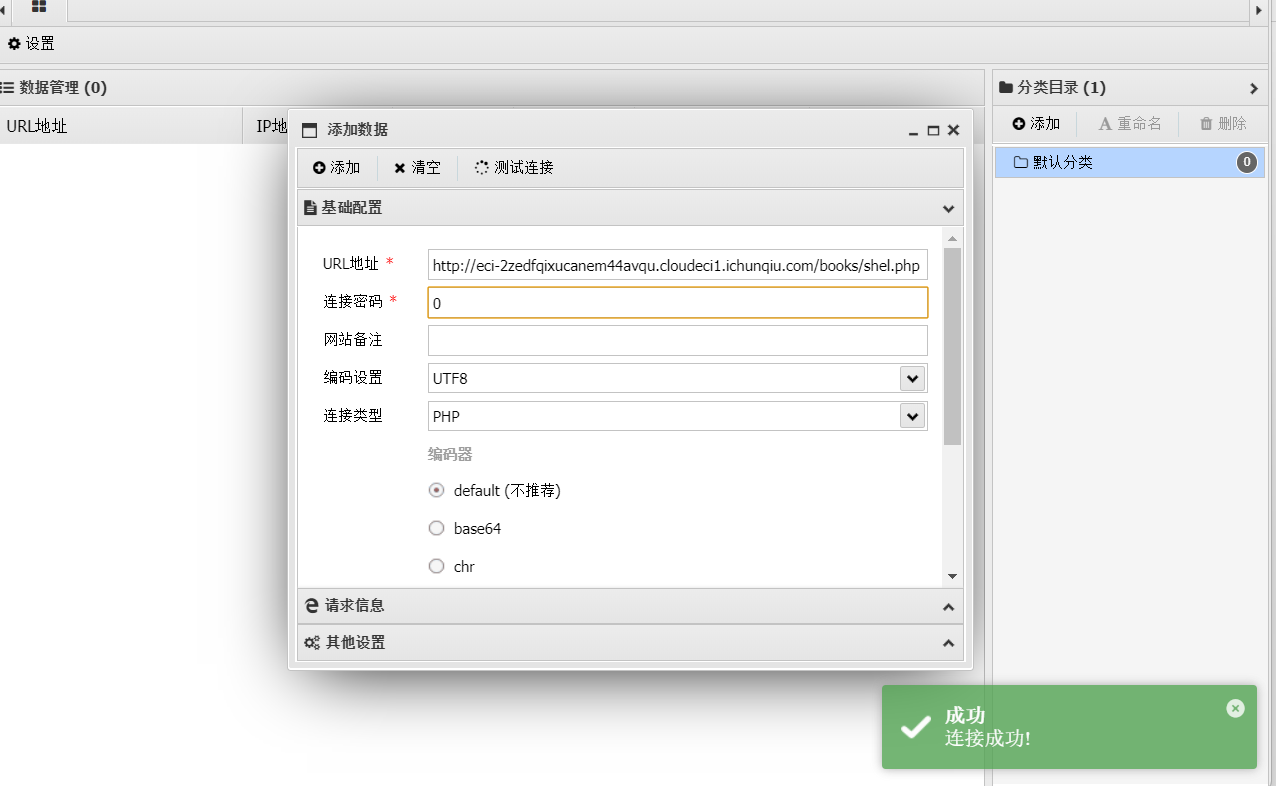 设置
数据管理 (0)
URL地址
IP地
分类目录 (1)
添加
重命名
删除
默认分类
0
添加数据
添加
清空
测试连接
基础配置
URL地址 *
http://eci-2zedfqixucanem44avqu.cloudeci1.ichunqiu.com/books/shel.php
连接密码 *
0
网站备注
编码设置
UTF8
连接类型
PHP
编码器
default (不推荐)
base64
chr
请求信息
其他设置
成功
连接成功!